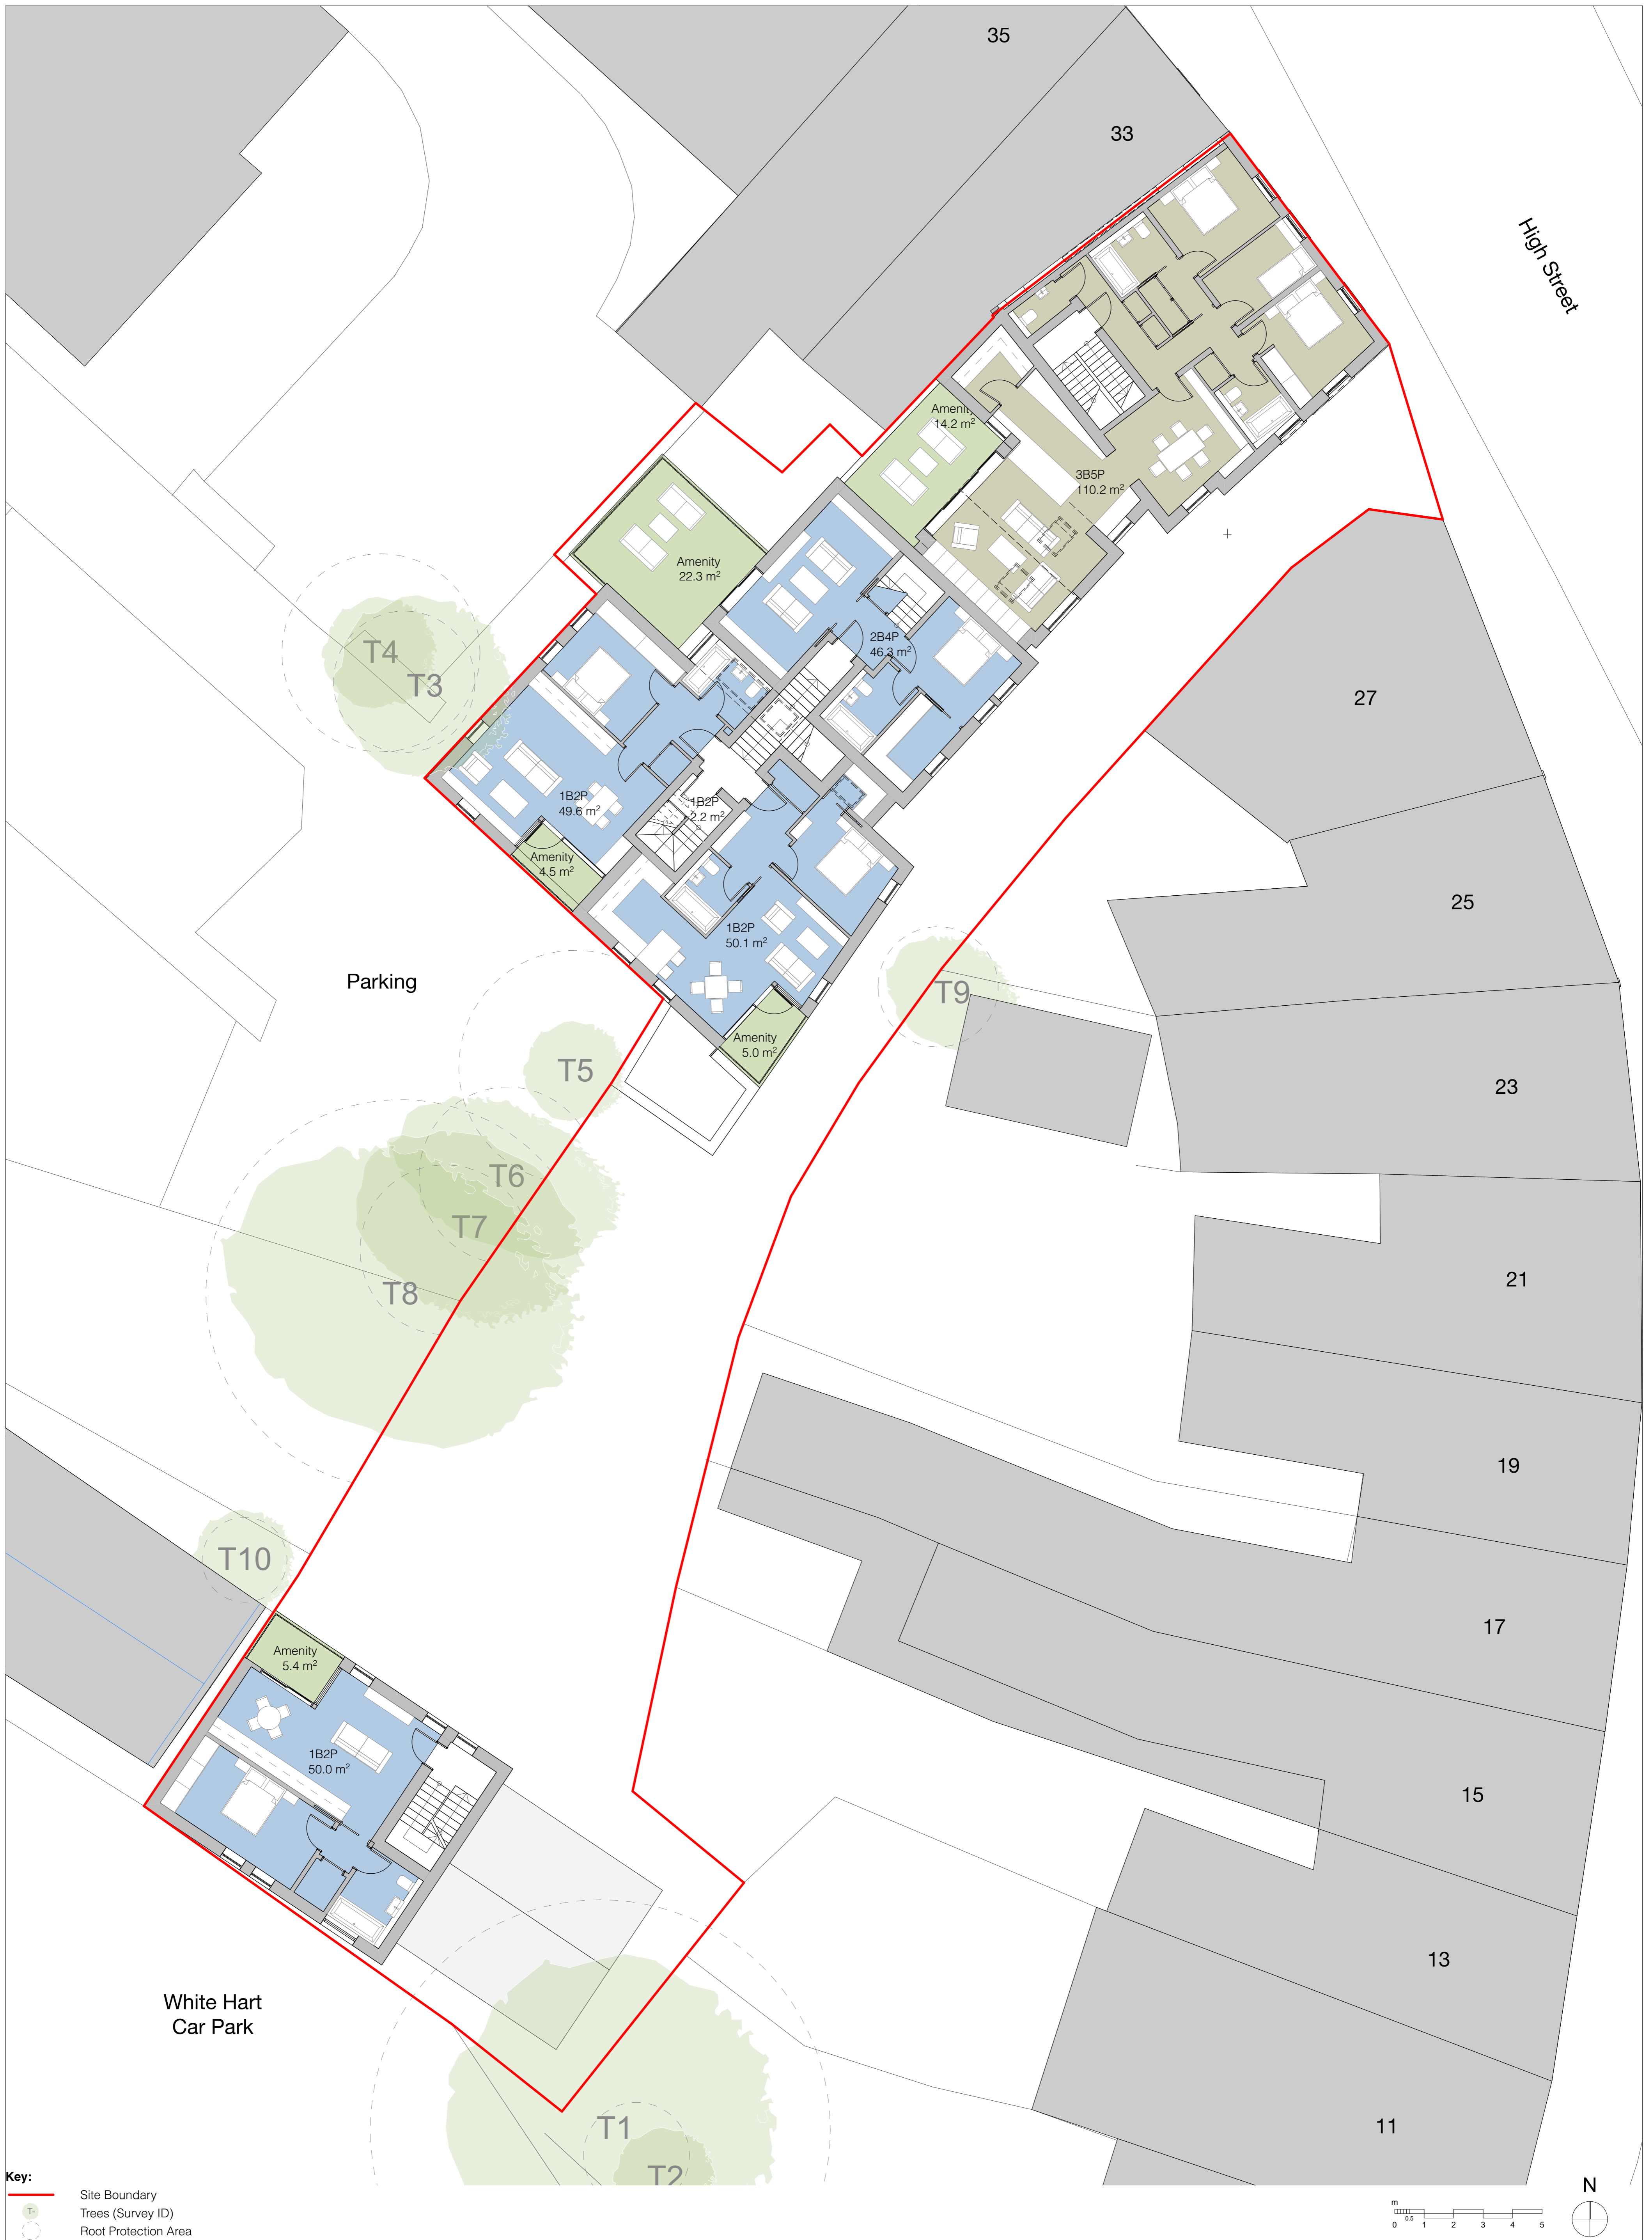 35
33
High Street
Amenity
14.2 m²
3B5P
110.2 m²
Amenity
22.3 m²
2B4P
46.3 m²
T4
T3
27
1B2P
49.6 m²
1B2P
2.2 m²
Amenity
4.5 m²
25
1B2P
50.1 m²
Parking
T9
Amenity
5.0 m²
T5
23
T6
T7
T8
21
19
T10
17
Amenity
5.4 m²
1B2P
50.0 m²
15
13
White Hart
Car Park
T1
11
T2
Key:
Site Boundary
T-
Trees (Survey ID)
Root Protection Area
m
0 0.5 1 2 3 4 5
N